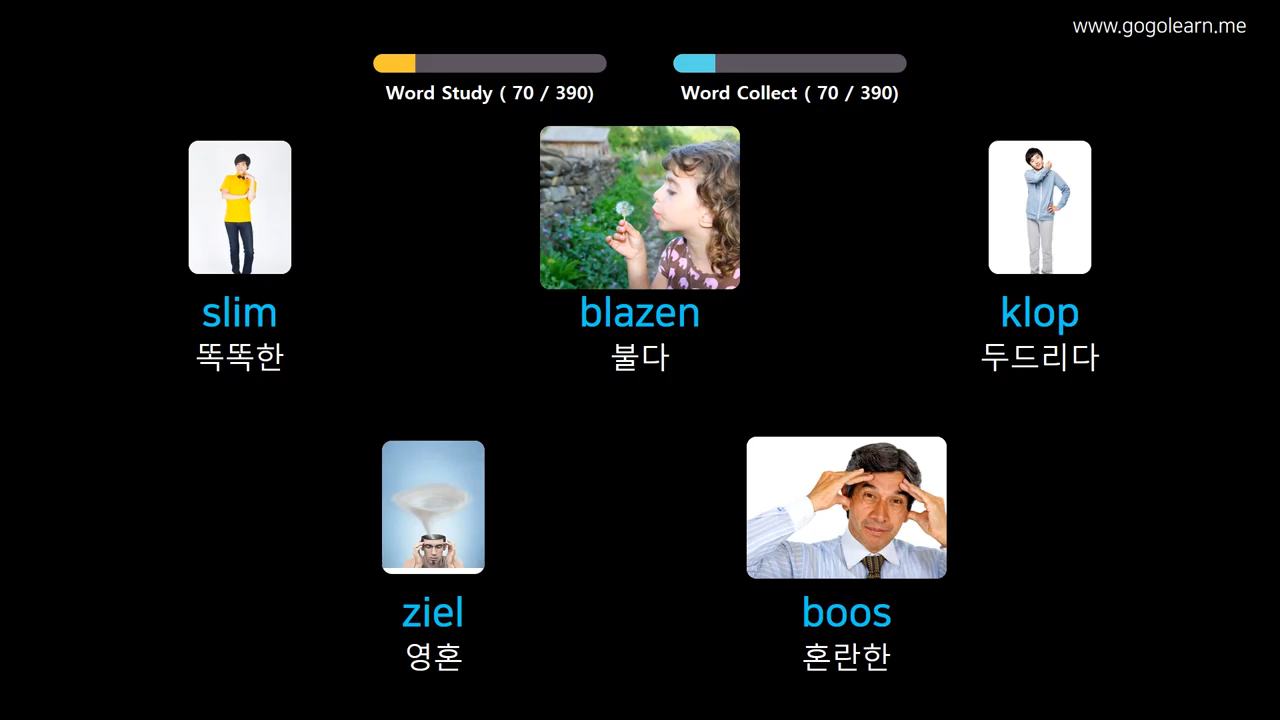 www.gogolearn.me
Word Study ( 70 / 390)
Word Collect ( 70 / 390)
slim
똑똑한
blazen
불다
klop
두드리다
ziel
영혼
boos
혼란한